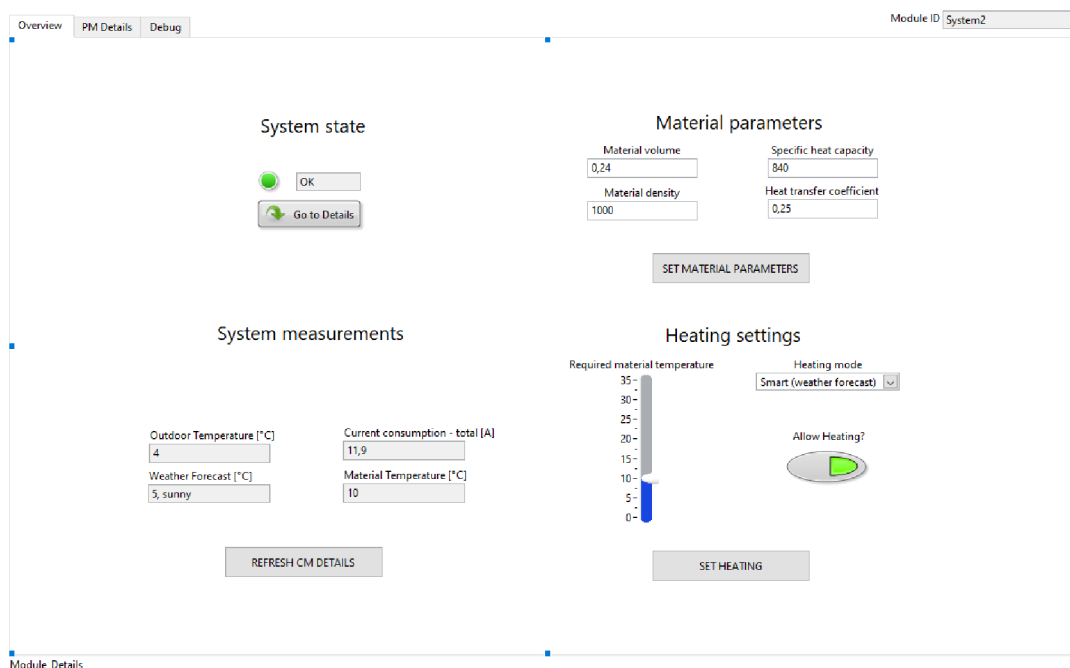 Overview PM Details Debug
Module ID System2
System state
OK
Go to Details
Material parameters
Material volume Specific heat capacity
0,24 840
Material density Heat transfer coefficient
1000 0,25
SET MATERIAL PARAMETERS
System measurements
Outdoor Temperature [°C] Current consumption - total [A]
4 11,9
Weather Forecast [°C] Material Temperature [°C]
5, sunny 10
REFRESH CM DETAILS
Heating settings
Required material temperature Heating mode
35
Smart (weather forecast)
30
25
20
Allow Heating?
15
10
5
0
SET HEATING
Module Details